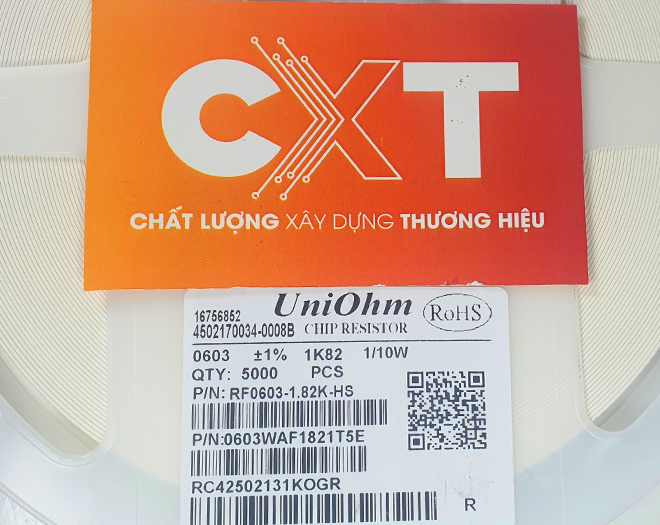 CXT
CHẤT LƯỢNG XÂY DỰNG THƯƠNG HIỆU
16756852 UniOhm RoHS
4502170034-0008B CHIP RESISTOR
0603 ±1% 1K82 1/10W
QTY: 5000 PCS
P/N: RF0603-1.82K-HS
P/N:0603WAF1821T5E
RC42502131KOGR
R